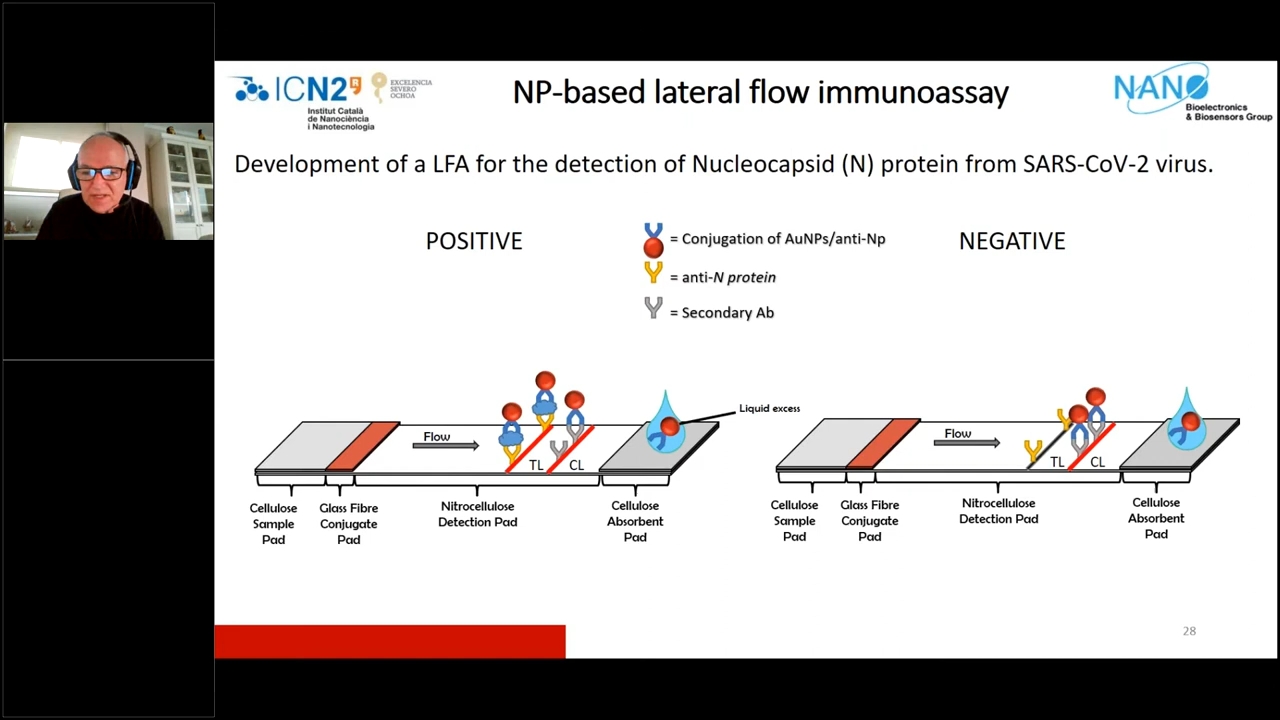 ICN2
EXCELENCIA
SEVERO
OCHOA
Institut Català
de Nanociència
i Nanotecnologia
NP-based lateral flow immunoassay
NANO
Bioelectronics
& Biosensors Group
Development of a LFA for the detection of Nucleocapsid (N) protein from SARS-CoV-2 virus.
POSITIVE
= Conjugation of AuNPs/anti-Np
= anti-N protein
= Secondary Ab
NEGATIVE
Flow
TL
CL
Liquid excess
Cellulose
Sample
Pad
Glass Fibre
Conjugate
Pad
Nitrocellulose
Detection Pad
Cellulose
Absorbent
Pad
Flow
TL
CL
Cellulose
Sample
Pad
Glass Fibre
Conjugate
Pad
Nitrocellulose
Detection Pad
Cellulose
Absorbent
Pad
28